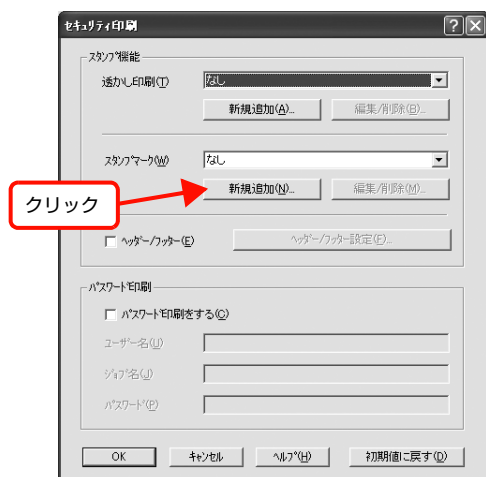 セキュリティ印刷
スタンプ機能
透かし印刷(T) なし
新規追加(A)... 編集/削除(B)...
スタンプマーク(W) なし
新規追加(N)... 編集/削除(M)...
クリック
ヘッダー/フッター(E) ヘッダー/フッター設定(F)...
パスワード印刷
パスワード印刷をする(C)
ユーザー名(U)
ジョブ名(J)
パスワード(P)
OK キャンセル ヘルプ(H) 初期値に戻す(D)